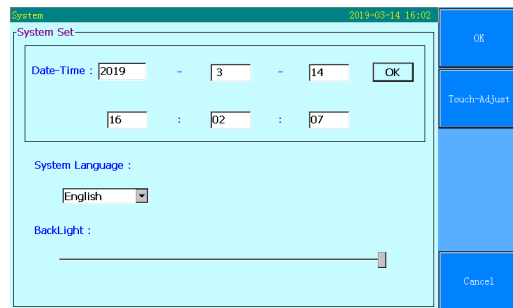 System 2019-03-14 16:02
System Set
Date-Time : 2019 - 3 - 14 OK
16 : 02 : 07
System Language :
English
BackLight :
OK
Touch-Adjust
Cancel